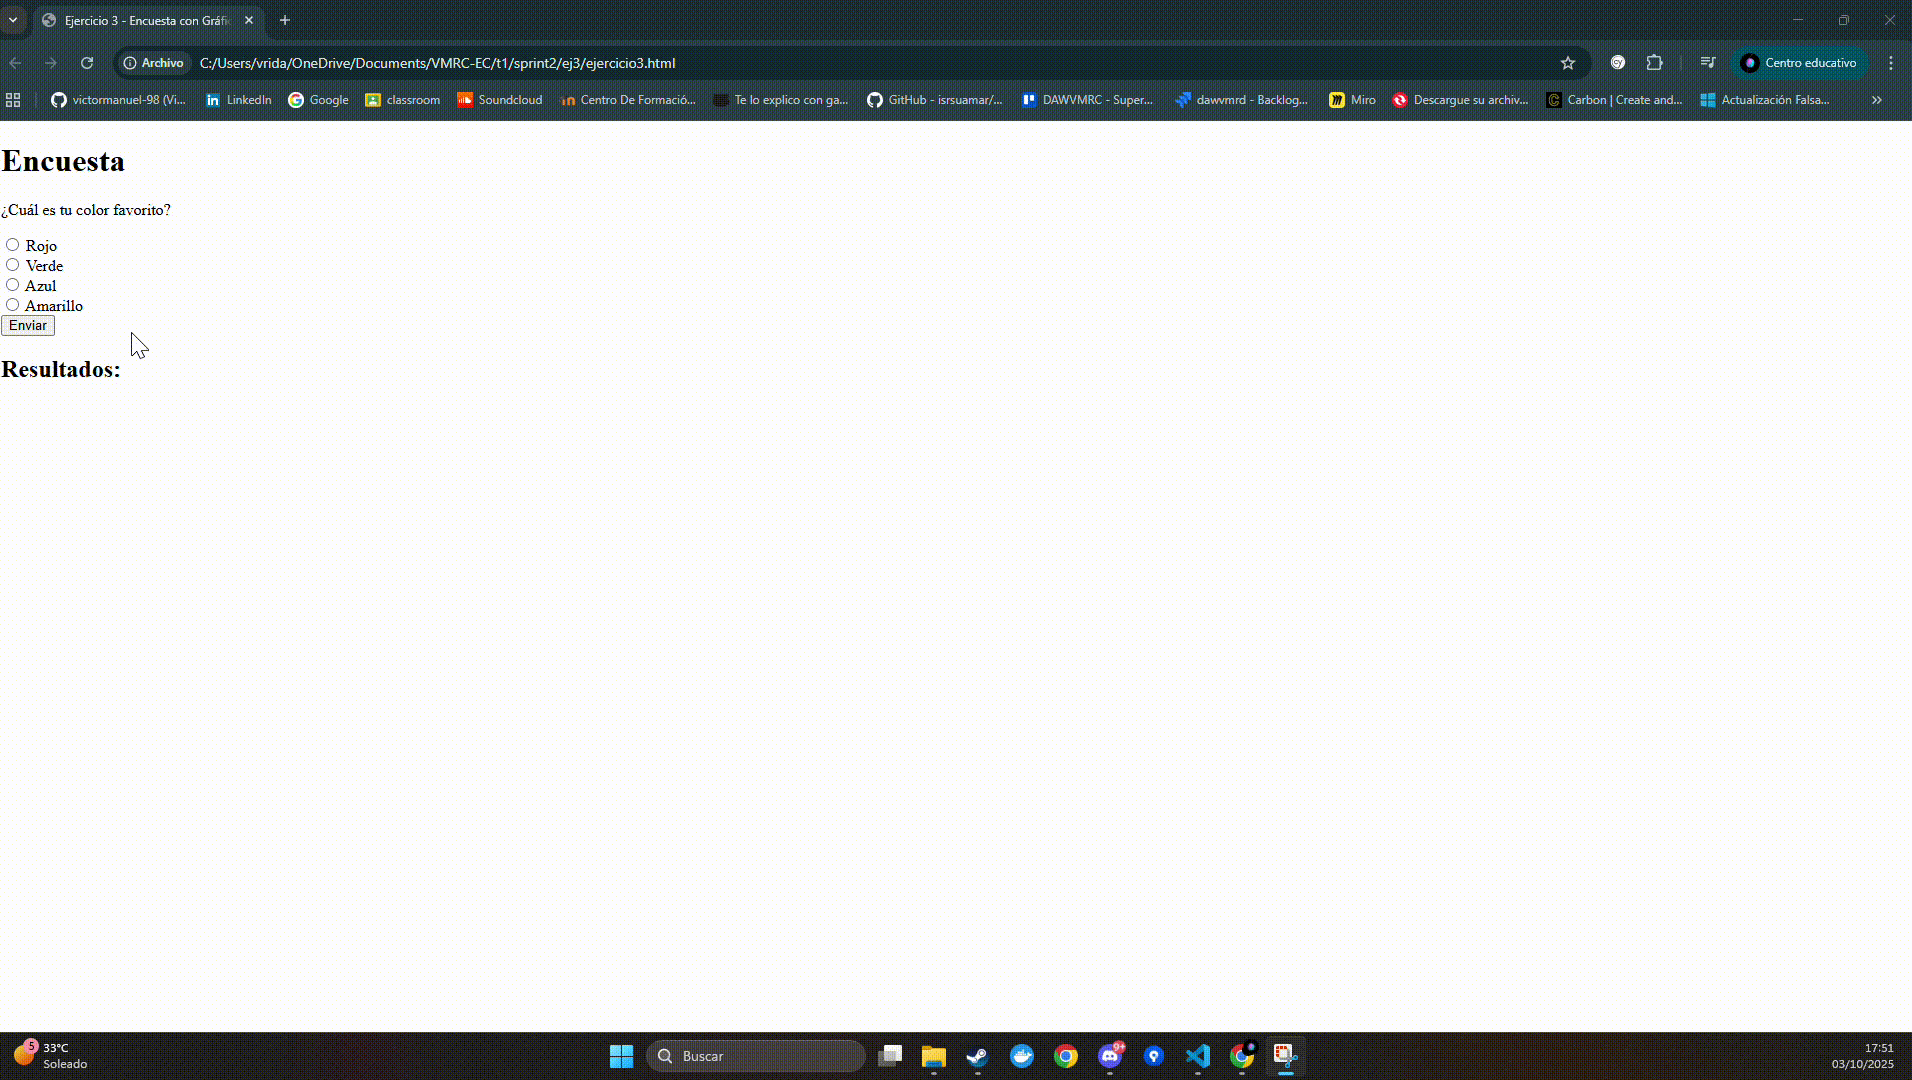 Ejercicio 3 - Encuesta con Gráfi
Archivo C:/Users/vrida/OneDrive/Documents/VMRC-EC/t1/sprint2/ej3/ejercicio3.html
cy
Centro educativo
victormanuel-98 (Vi... LinkedIn Google classroom Soundcloud Centro De Formació... Te lo explico con ga... GitHub - isrsuamar/... DAWVMRC - Super... dawvmrd - Backlog... Miro Descargue su archiv... Carbon | Create and... Actualización Falsa...
Encuesta
¿Cuál es tu color favorito?
Rojo
Verde
Azul
Amarillo
Enviar
Resultados:
5
33°C
Soleado
Buscar
9+
17:51
03/10/2025